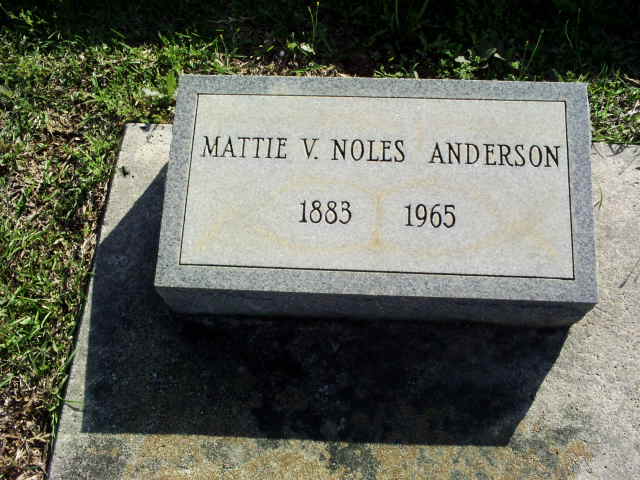 MATTIE V. NOLES ANDERSON
1883 1965